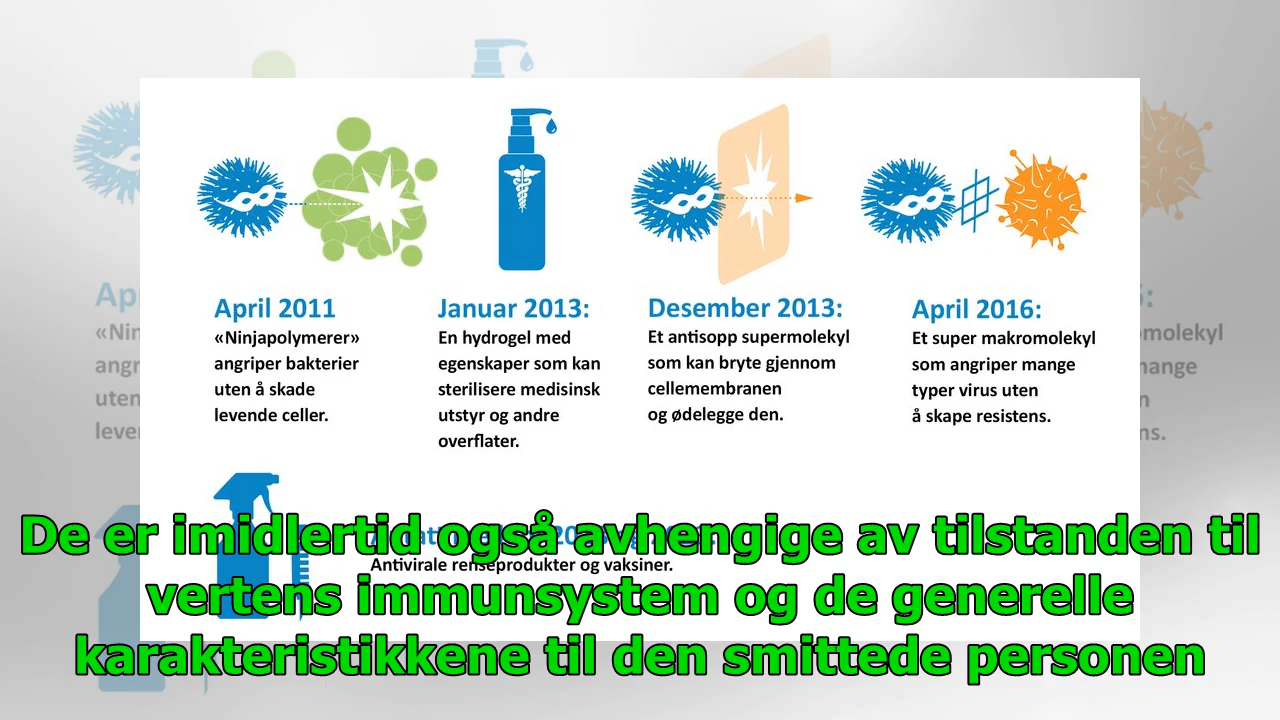 April 2011
«Ninjapolymerer»
angriper bakterier
uten å skade
levende celler.
Januar 2013:
En hydrogel med
egenskaper som kan
sterilisere medisinsk
utstyr og andre
overflater.
Desember 2013:
Et antisopp supermolekyl
som kan bryte gjennom
cellemembranen
og ødelegge den.
April 2016:
Et super makromolekyl
som angriper mange
typer virus uten
å skape resistens.
Antivirale renseprodukter og vaksiner.
De er imidlertid også avhengige av tilstanden til
vertens immunsystem og de generelle
karakteristikkene til den smittede personen